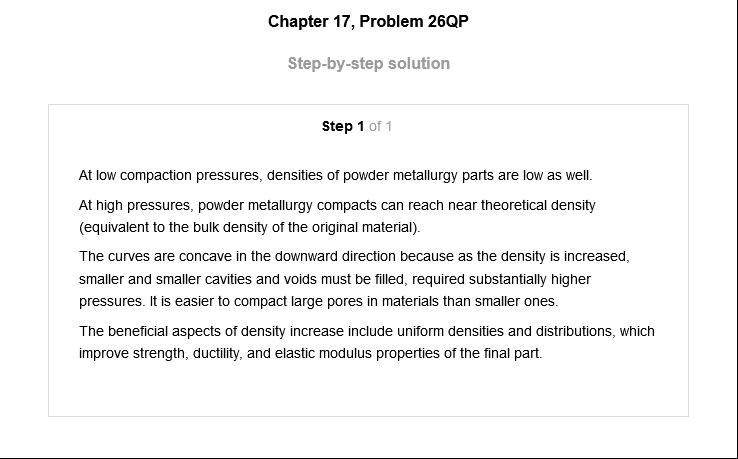 Chapter 17, Problem 26QP
Step-by-step solution
Step 1 of 1
At low compaction pressures, densities of powder metallurgy parts are low as well.
At high pressures, powder metallurgy compacts can reach near theoretical density
(equivalent to the bulk density of the original material).
The curves are concave in the downward direction because as the density is increased,
smaller and smaller cavities and voids must be filled, required substantially higher
pressures. It is easier to compact large pores in materials than smaller ones.
The beneficial aspects of density increase include uniform densities and distributions, which
improve strength, ductility, and elastic modulus properties of the final part.